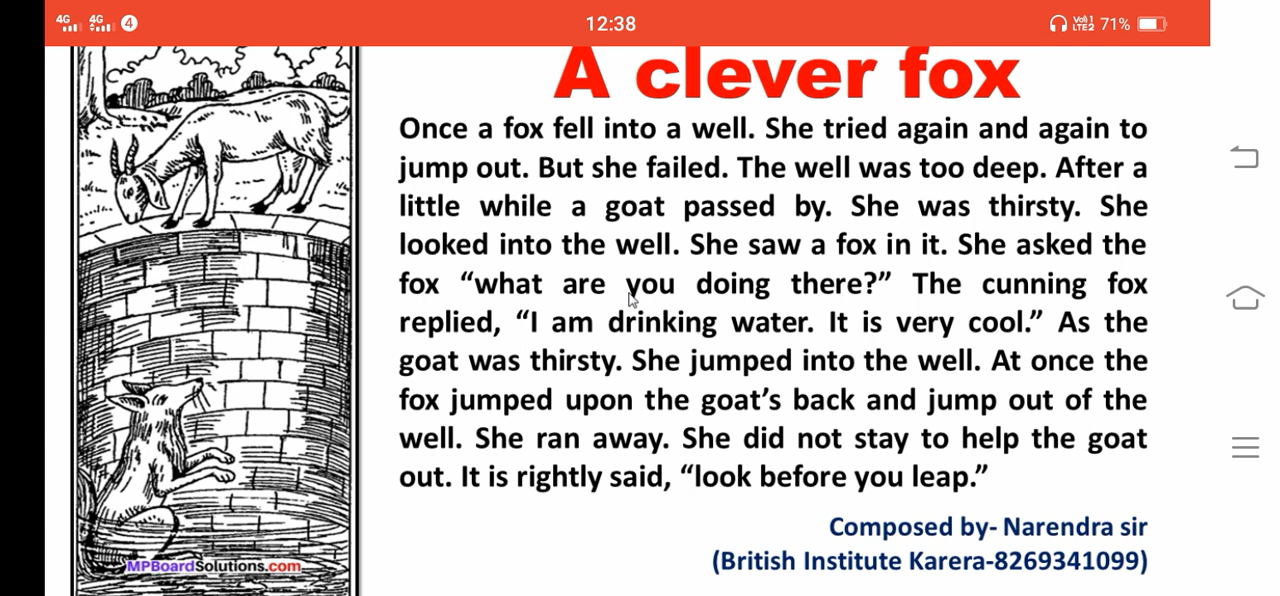 4G 4G 4 12:38 Vo)) 1 LTE2 71%
A clever fox
Once a fox fell into a well. She tried again and again to
jump out. But she failed. The well was too deep. After a
little while a goat passed by. She was thirsty. She
looked into the well. She saw a fox in it. She asked the
fox “what are you doing there?” The cunning fox
replied, “I am drinking water. It is very cool.” As the
goat was thirsty. She jumped into the well. At once the
fox jumped upon the goat’s back and jump out of the
well. She ran away. She did not stay to help the goat
out. It is rightly said, “look before you leap.”
Composed by- Narendra sir
(British Institute Karera-8269341099)
MPBoardSolutions.com